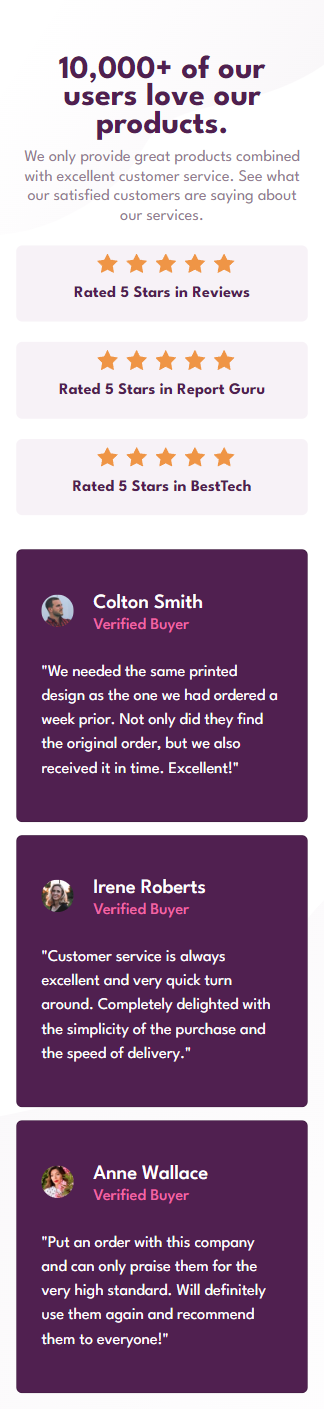 10,000+ of our
users love our
products.
We only provide great products combined
with excellent customer service. See what
our satisfied customers are saying about
our services.
Rated 5 Stars in Reviews
Rated 5 Stars in Report Guru
Rated 5 Stars in BestTech
Colton Smith
Verified Buyer
"We needed the same printed
design as the one we had ordered a
week prior. Not only did they find
the original order, but we also
received it in time. Excellent!"
Irene Roberts
Verified Buyer
"Customer service is always
excellent and very quick turn
around. Completely delighted with
the simplicity of the purchase and
the speed of delivery."
Anne Wallace
Verified Buyer
"Put an order with this company
and can only praise them for the
very high standard. Will definitely
use them again and recommend
them to everyone!"